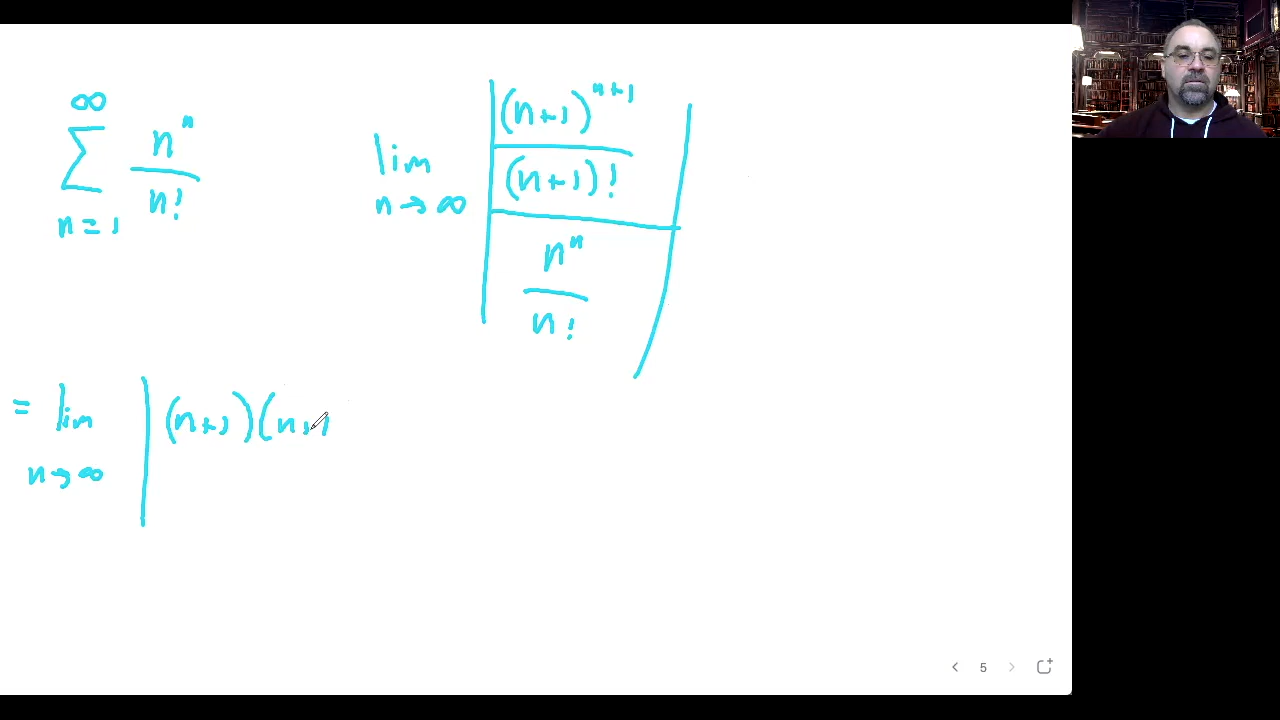 ∞
∑ n^n / n!
n = 1
lim | (n+1)^{n+1} / (n+1)! / n^n / n! |
n → ∞
= lim | (n+1)(n+1
n → ∞
5